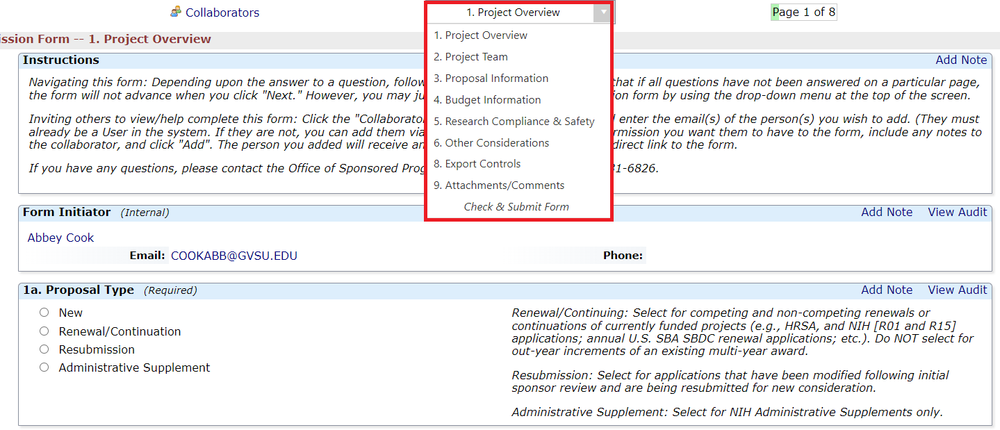 Collaborators
1. Project Overview
Page 1 of 8
ission Form -- 1. Project Overview
1. Project Overview
2. Project Team
3. Proposal Information
4. Budget Information
5. Research Compliance & Safety
6. Other Considerations
8. Export Controls
9. Attachments/Comments
Check & Submit Form
Instructions
Add Note
Navigating this form: Depending upon the answer to a question, follow that if all questions have not been answered on a particular page,
the form will not advance when you click "Next." However, you may ju on form by using the drop-down menu at the top of the screen.
Inviting others to view/help complete this form: Click the "Collaborato enter the email(s) of the person(s) you wish to add. (They must
already be a User in the system. If they are not, you can add them via rmission you want them to have to the form, include any notes to
the collaborator, and click "Add". The person you added will receive an direct link to the form.
If you have any questions, please contact the Office of Sponsored Prog 31-6826.
Form Initiator (Internal)
Add Note View Audit
Abbey Cook
Email: COOKABB@GVSU.EDU
Phone:
1a. Proposal Type (Required)
Add Note View Audit
New
Renewal/Continuation
Resubmission
Administrative Supplement
Renewal/Continuing: Select for competing and non-competing renewals or
continuations of currently funded projects (e.g., HRSA, and NIH [R01 and R15]
applications; annual U.S. SBA SBDC renewal applications; etc.). Do NOT select for
out-year increments of an existing multi-year award.
Resubmission: Select for applications that have been modified following initial
sponsor review and are being resubmitted for new consideration.
Administrative Supplement: Select for NIH Administrative Supplements only.